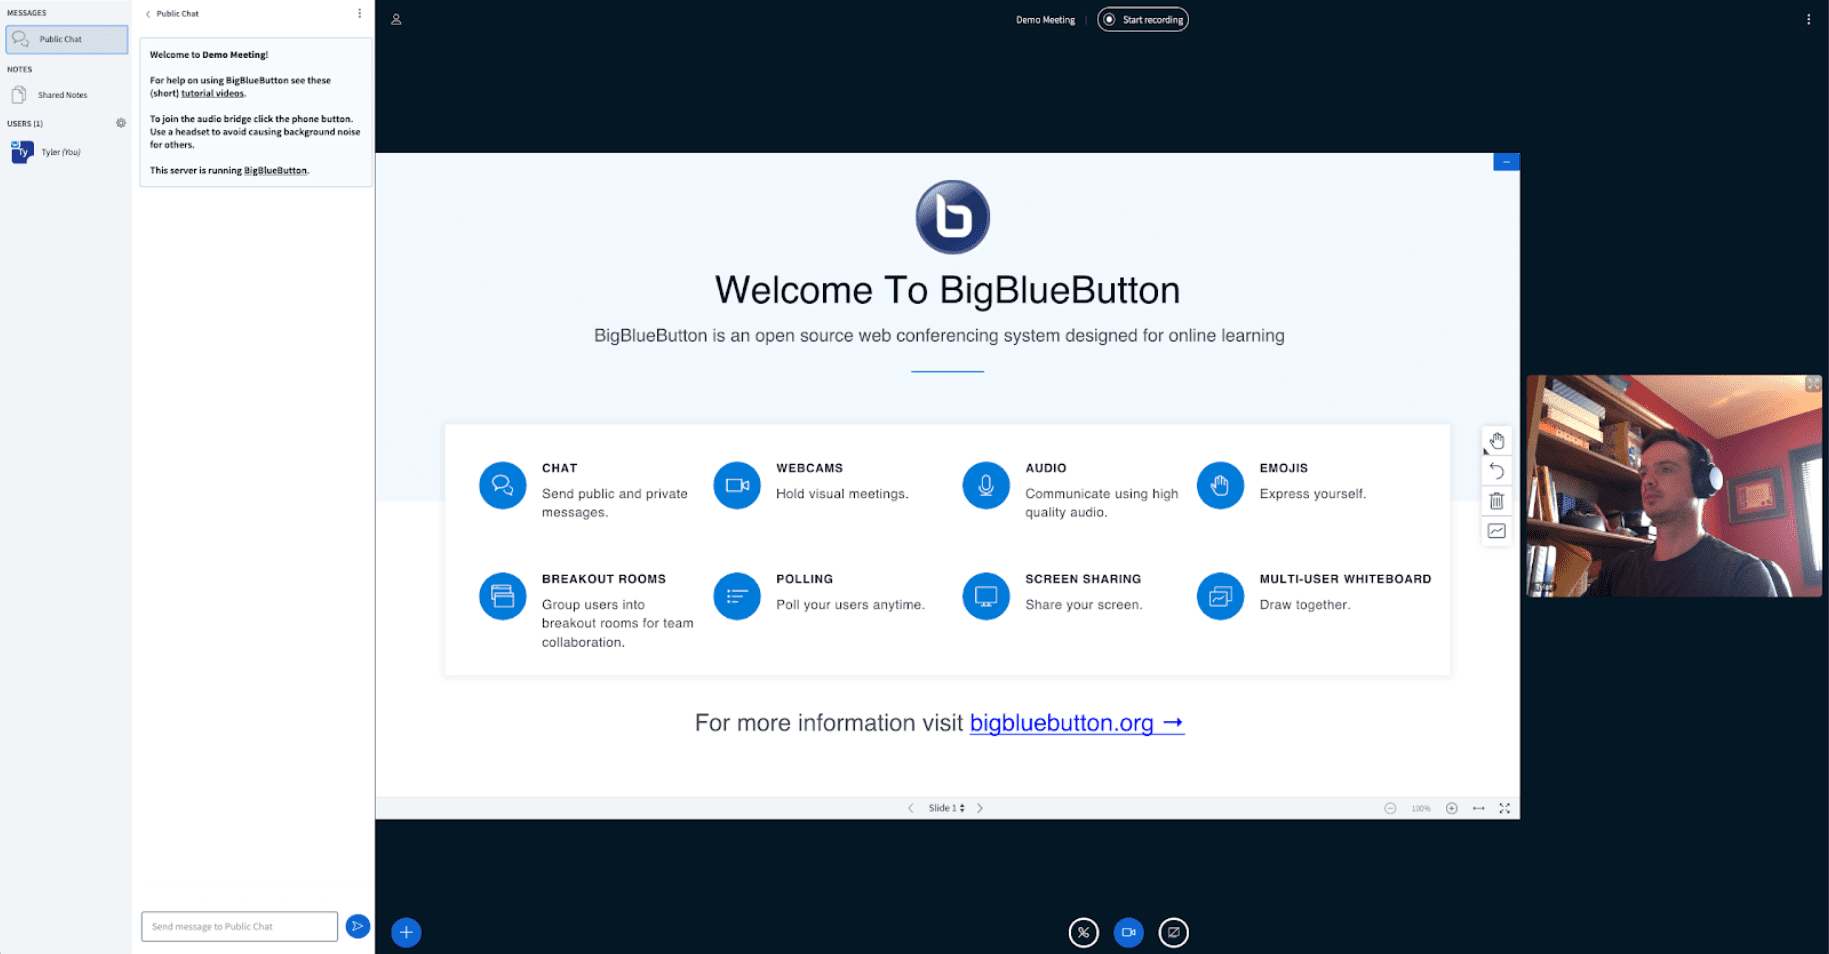 MESSAGES
Public Chat
NOTES
Shared Notes
USERS (1)
Ty
Tyler (You)
Public Chat
Welcome to Demo Meeting!
For help on using BigBlueButton see these
(short) tutorial videos.
To join the audio bridge click the phone button.
Use a headset to avoid causing background noise
for others.
This server is running BigBlueButton.
Send message to Public Chat
Demo Meeting
Start recording
Welcome To BigBlueButton
BigBlueButton is an open source web conferencing system designed for online learning
CHAT
Send public and private
messages.
WEBCAMS
Hold visual meetings.
AUDIO
Communicate using high
quality audio.
EMOJIS
Express yourself.
BREAKOUT ROOMS
Group users into
breakout rooms for team
collaboration.
POLLING
Poll your users anytime.
SCREEN SHARING
Share your screen.
MULTI-USER WHITEBOARD
Draw together.
For more information visit bigbluebutton.org →
Slide 1
100%
Tyler